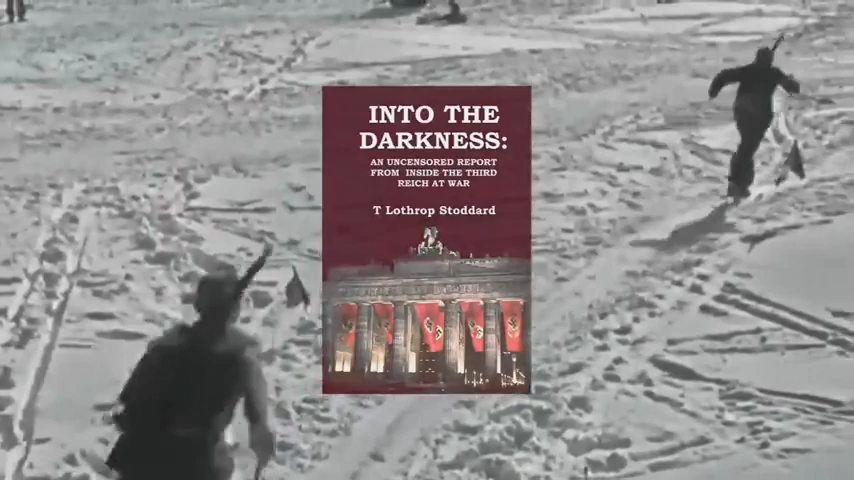 INTO THE
DARKNESS:
AN UNCENSORED REPORT
FROM INSIDE THE THIRD
REICH AT WAR
T Lothrop Stoddard